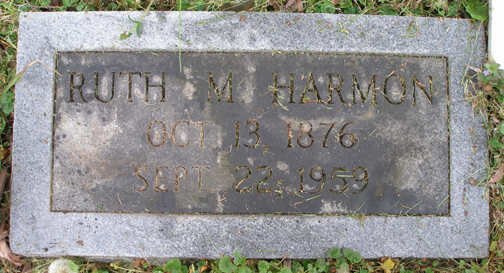 RUTH M. HARMON
OCT 13, 1876
SEPT 22, 1959